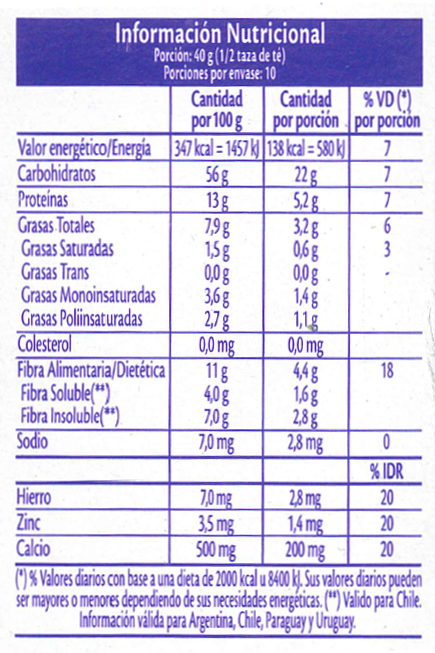 Información Nutricional
Porción: 40 g (1/2 taza de té)
Porciones por envase: 10
Cantidad por 100 g Cantidad por porción % VD (*) por porción
Valor energético/Energía 347 kcal = 1457 kJ 138 kcal = 580 kJ 7
Carbohidratos 56 g 22 g 7
Proteínas 13 g 5,2 g 7
Grasas Totales 7,9 g 3,2 g 6
Grasas Saturadas 1,5 g 0,6 g 3
Grasas Trans 0,0 g 0,0 g -
Grasas Monoinsaturadas 3,6 g 1,4 g
Grasas Poliinsaturadas 2,7 g 1,1 g
Colesterol 0,0 mg 0,0 mg
Fibra Alimentaria/Dietética 11 g 4,4 g 18
Fibra Soluble(**) 4,0 g 1,6 g
Fibra Insoluble(**) 7,0 g 2,8 g
Sodio 7,0 mg 2,8 mg 0
% IDR
Hierro 7,0 mg 2,8 mg 20
Zinc 3,5 mg 1,4 mg 20
Calcio 500 mg 200 mg 20
(*) % Valores diarios con base a una dieta de 2000 kcal u 8400 kJ. Sus valores diarios pueden
ser mayores o menores dependiendo de sus necesidades energéticas. (**) Valido para Chile.
Información válida para Argentina, Chile, Paraguay y Uruguay.